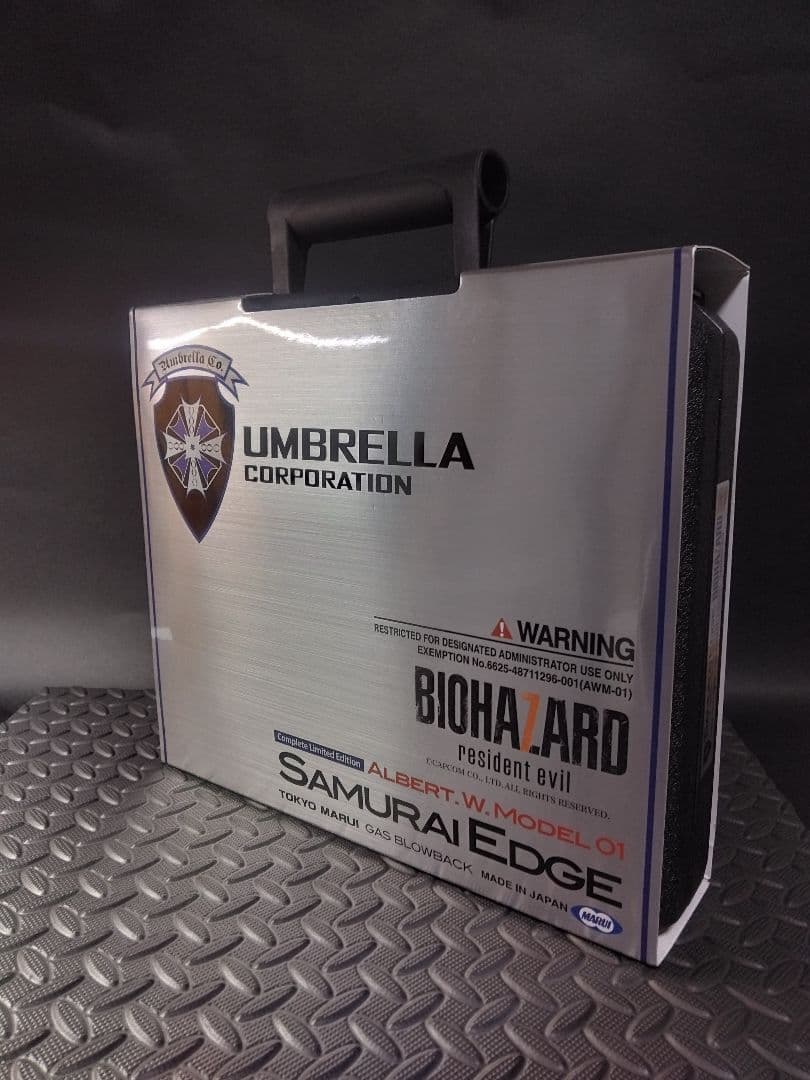 Umbrella Co.
UMBRELLA
CORPORATION
WARNING
RESTRICTED FOR DESIGNATED ADMINISTRATOR USE ONLY
EXEMPTION No.6625-48711296-001(AWM-01)
BIOHAZARD
resident evil
©CAPCOM CO., LTD. ALL RIGHTS RESERVED.
Complete Limited Edition
ALBERT.W.MODEL 01
SAMURAI EDGE
TOKYO MARUI GAS BLOWBACK MADE IN JAPAN
MARUI